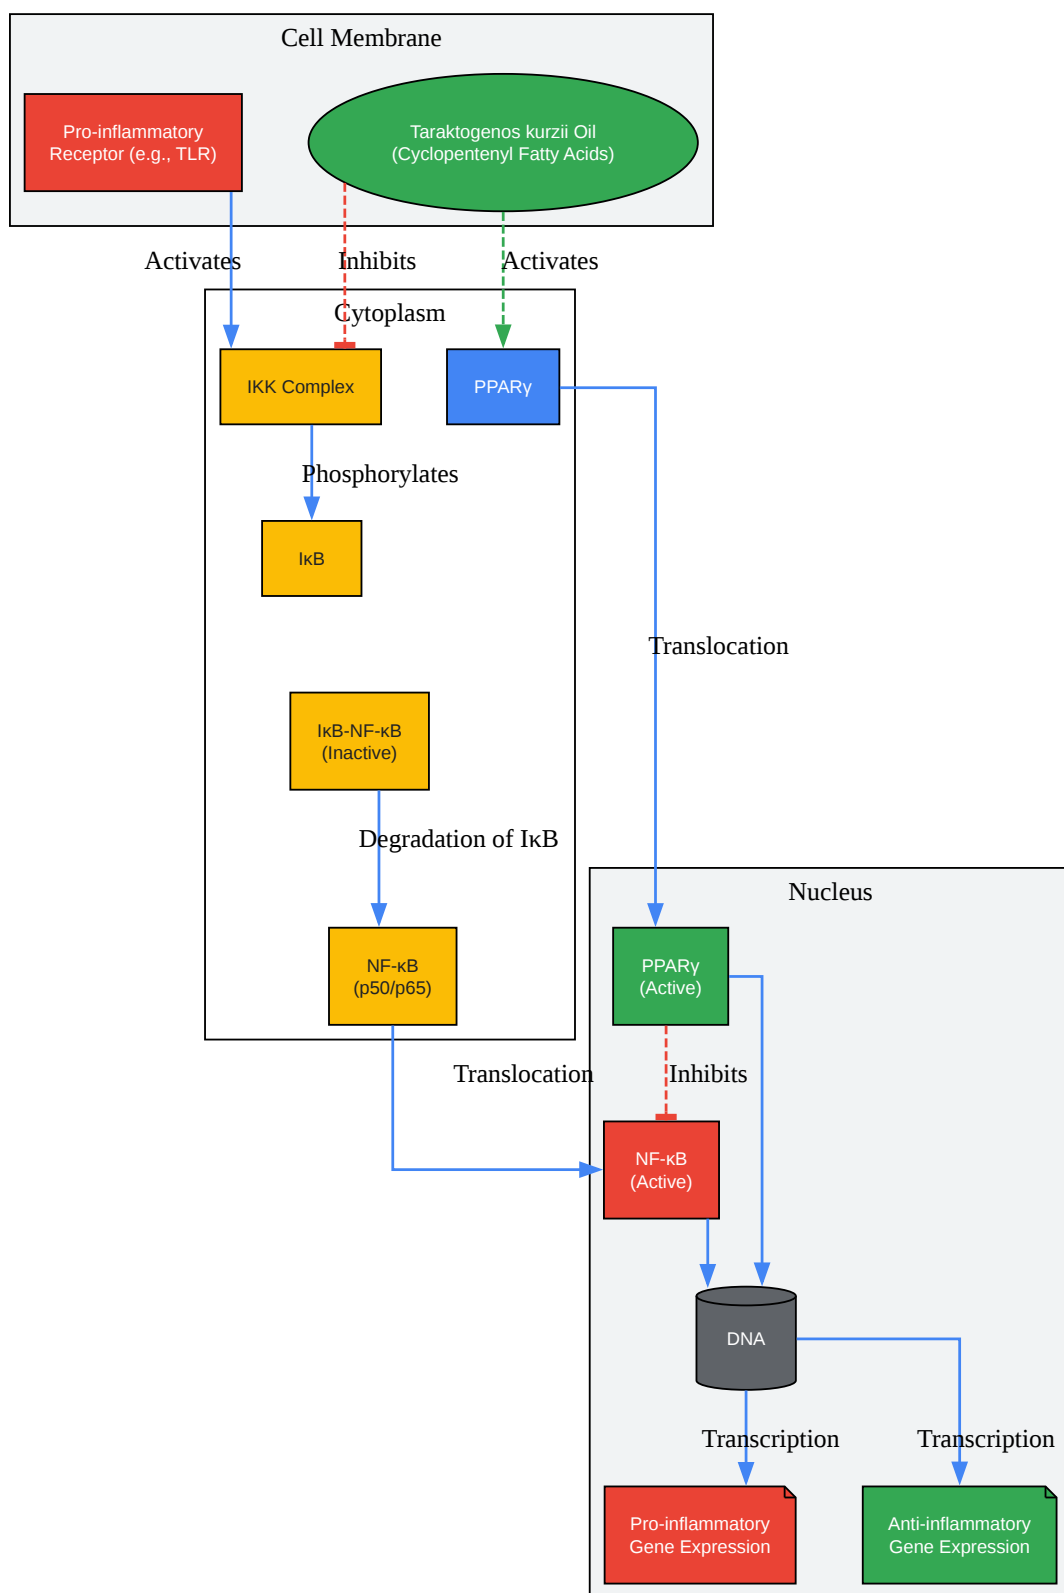 Cell Membrane
Pro-inflammatory
Receptor (e.g., TLR)
Taraktogenos kurzii Oil
(Cyclopentenyl Fatty Acids)
Activates
Inhibits
Activates
Cytoplasm
IKK Complex
PPARγ
Phosphorylates
IκB
Translocation
IκB-NF-κB
(Inactive)
Degradation of IκB
Nucleus
NF-κB
(p50/p65)
PPARγ
(Active)
Translocation
Inhibits
NF-κB
(Active)
DNA
Transcription
Transcription
Pro-inflammatory
Gene Expression
Anti-inflammatory
Gene Expression